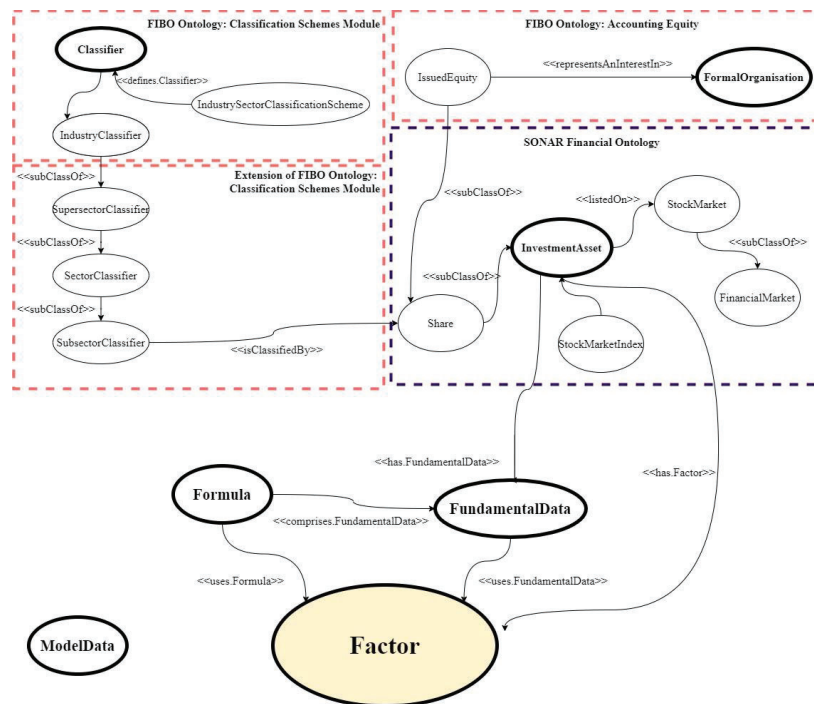 FIBO Ontology: Classification Schemes Module
Classifier
<<defines.Classifier>>
IndustrySectorClassificationScheme
IndustryClassifier
FIBO Ontology: Accounting Equity
IssuedEquity
<<representsAnInterestIn>>
FormalOrganisation
Extension of FIBO Ontology:
Classification Schemes Module
<<subClassOf>>
SupersectorClassifier
<<subClassOf>>
SectorClassifier
<<subClassOf>>
SubsectorClassifier
<<isClassifiedBy>>
SONAR Financial Ontology
<<subClassOf>>
<<listedOn>>
StockMarket
<<subClassOf>>
InvestmentAsset
<<subClassOf>>
FinancialMarket
Share
StockMarketIndex
<<has.FundamentalData>>
<<has.Factor>>
Formula
<<comprises.FundamentalData>>
FundamentalData
<<uses.Formula>>
<<uses.FundamentalData>>
Factor
ModelData